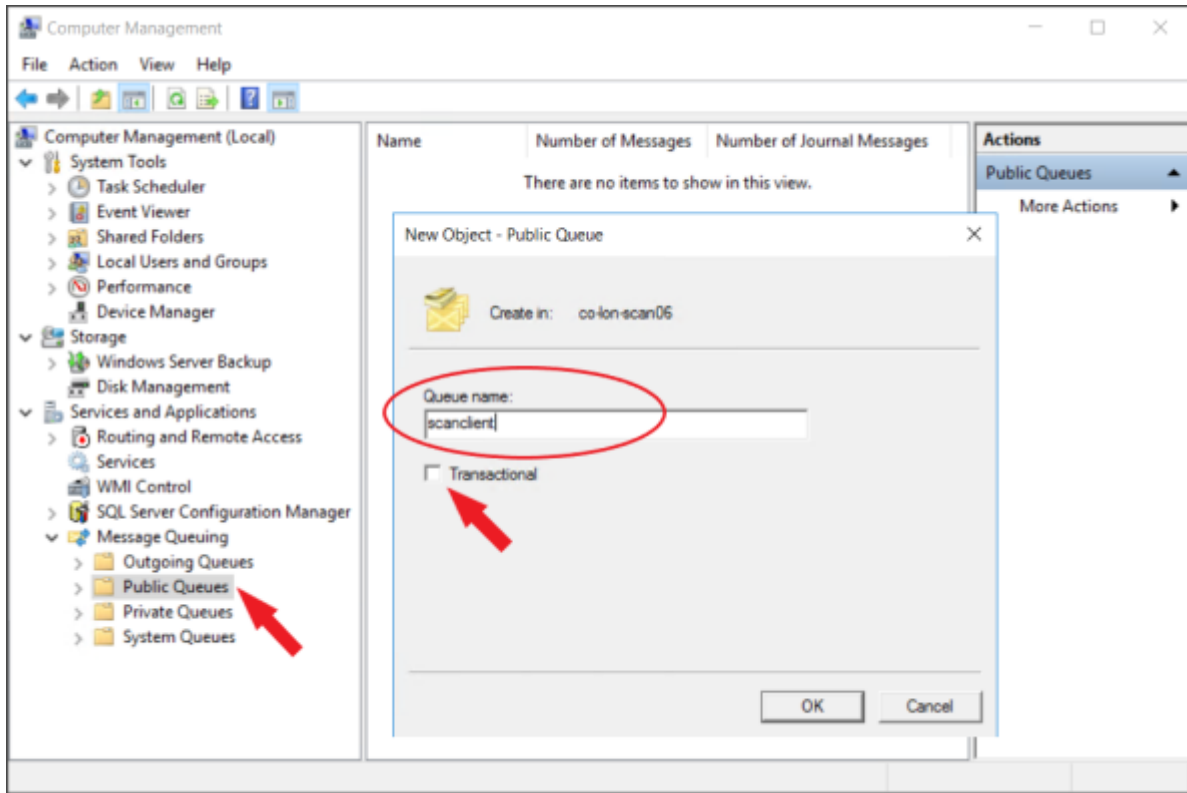 Computer Management
File Action View Help
Computer Management (Local)
System Tools
Task Scheduler
Event Viewer
Shared Folders
Local Users and Groups
Performance
Device Manager
Storage
Windows Server Backup
Disk Management
Services and Applications
Routing and Remote Access
Services
WMI Control
SQL Server Configuration Manager
Message Queuing
Outgoing Queues
Public Queues
Private Queues
System Queues
Name Number of Messages Number of Journal Messages
There are no items to show in this view.
New Object - Public Queue
Create in: co-lon-scan06
Queue name:
scanclient
Transactional
OK Cancel
Actions
Public Queues
More Actions